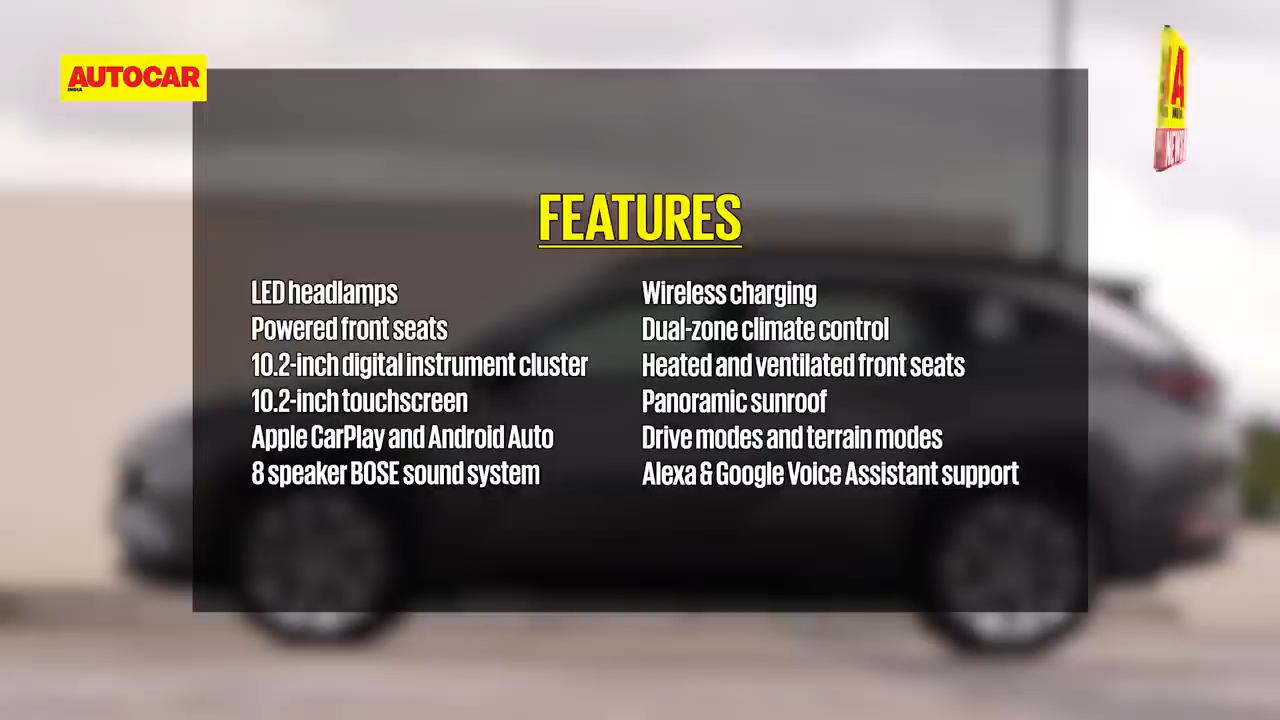 AUTOCAR
INDIA
A
NEWS
FEATURES
LED headlamps
Powered front seats
10.2-inch digital instrument cluster
10.2-inch touchscreen
Apple CarPlay and Android Auto
8 speaker BOSE sound system
Wireless charging
Dual-zone climate control
Heated and ventilated front seats
Panoramic sunroof
Drive modes and terrain modes
Alexa & Google Voice Assistant support